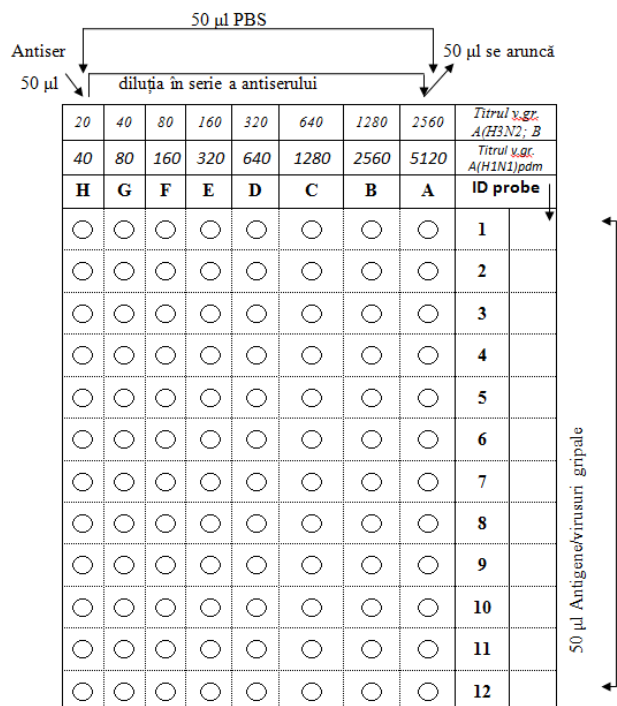 50 µl PBS
Antiser
50 µl se aruncă
50 µl
diluția în serie a antiserului
20 40 80 160 320 640 1280 2560 Titrul v.gr. A(H3N2; B
40 80 160 320 640 1280 2560 5120 Titrul v.gr. A(H1N1)pdm
H G F E D C B A ID probe
1
2
3
4
5
6
7
8
9
10
11
12
50 µl Antigene/virusuri gripale